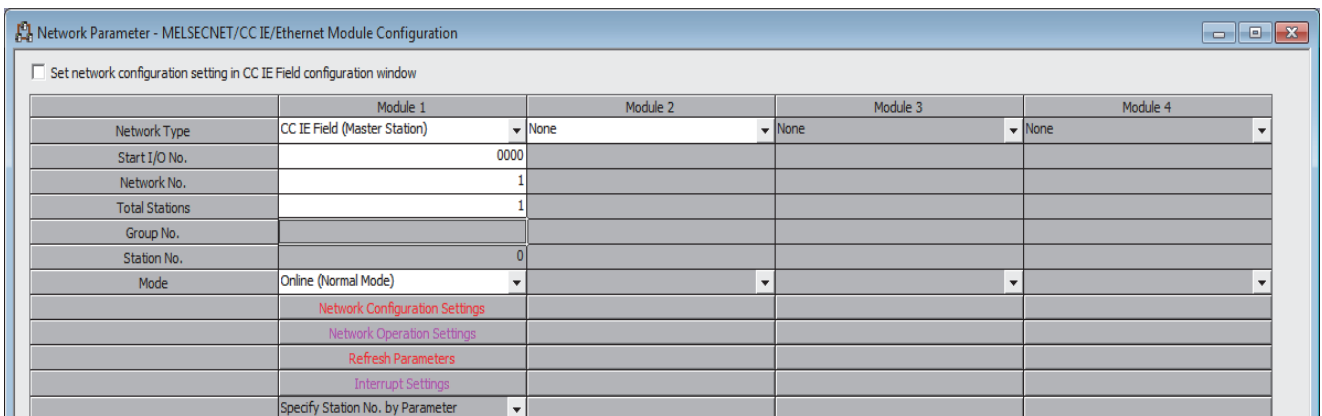 Network Parameter - MELSECNET/CC IE/Ethernet Module Configuration
Set network configuration setting in CC IE Field configuration window
Module 1 Module 2 Module 3 Module 4
Network Type CC IE Field (Master Station) None None None
Start I/O No. 0000
Network No. 1
Total Stations 1
Group No.
Station No. 0
Mode Online (Normal Mode)
Network Configuration Settings
Network Operation Settings
Refresh Parameters
Interrupt Settings
Specify Station No. by Parameter